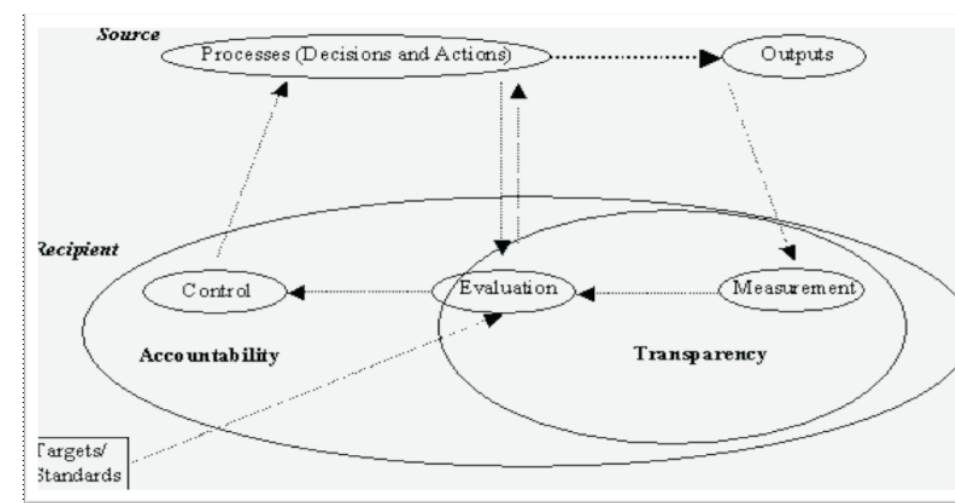 Source
Processes (Decisions and Actions)
Outputs
Recipient
Control
Evaluation
Measurement
Accountability
Transparency
Targets/
Standards